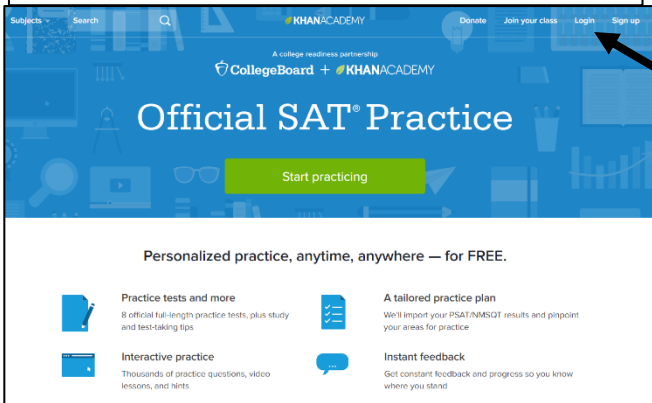 Subjects Search KHANACADEMY Donate Join your class Login Sign up
A college readiness partnership
CollegeBoard + KHANACADEMY
Official SAT® Practice
Start practicing
Personalized practice, anytime, anywhere — for FREE.
Practice tests and more
8 official full-length practice tests, plus study
and test-taking tips
A tailored practice plan
We'll import your PSAT/NMSQT results and pinpoint
your areas for practice
Interactive practice
Thousands of practice questions, video
lessons, and hints
Instant feedback
Get constant feedback and progress so you know
where you stand